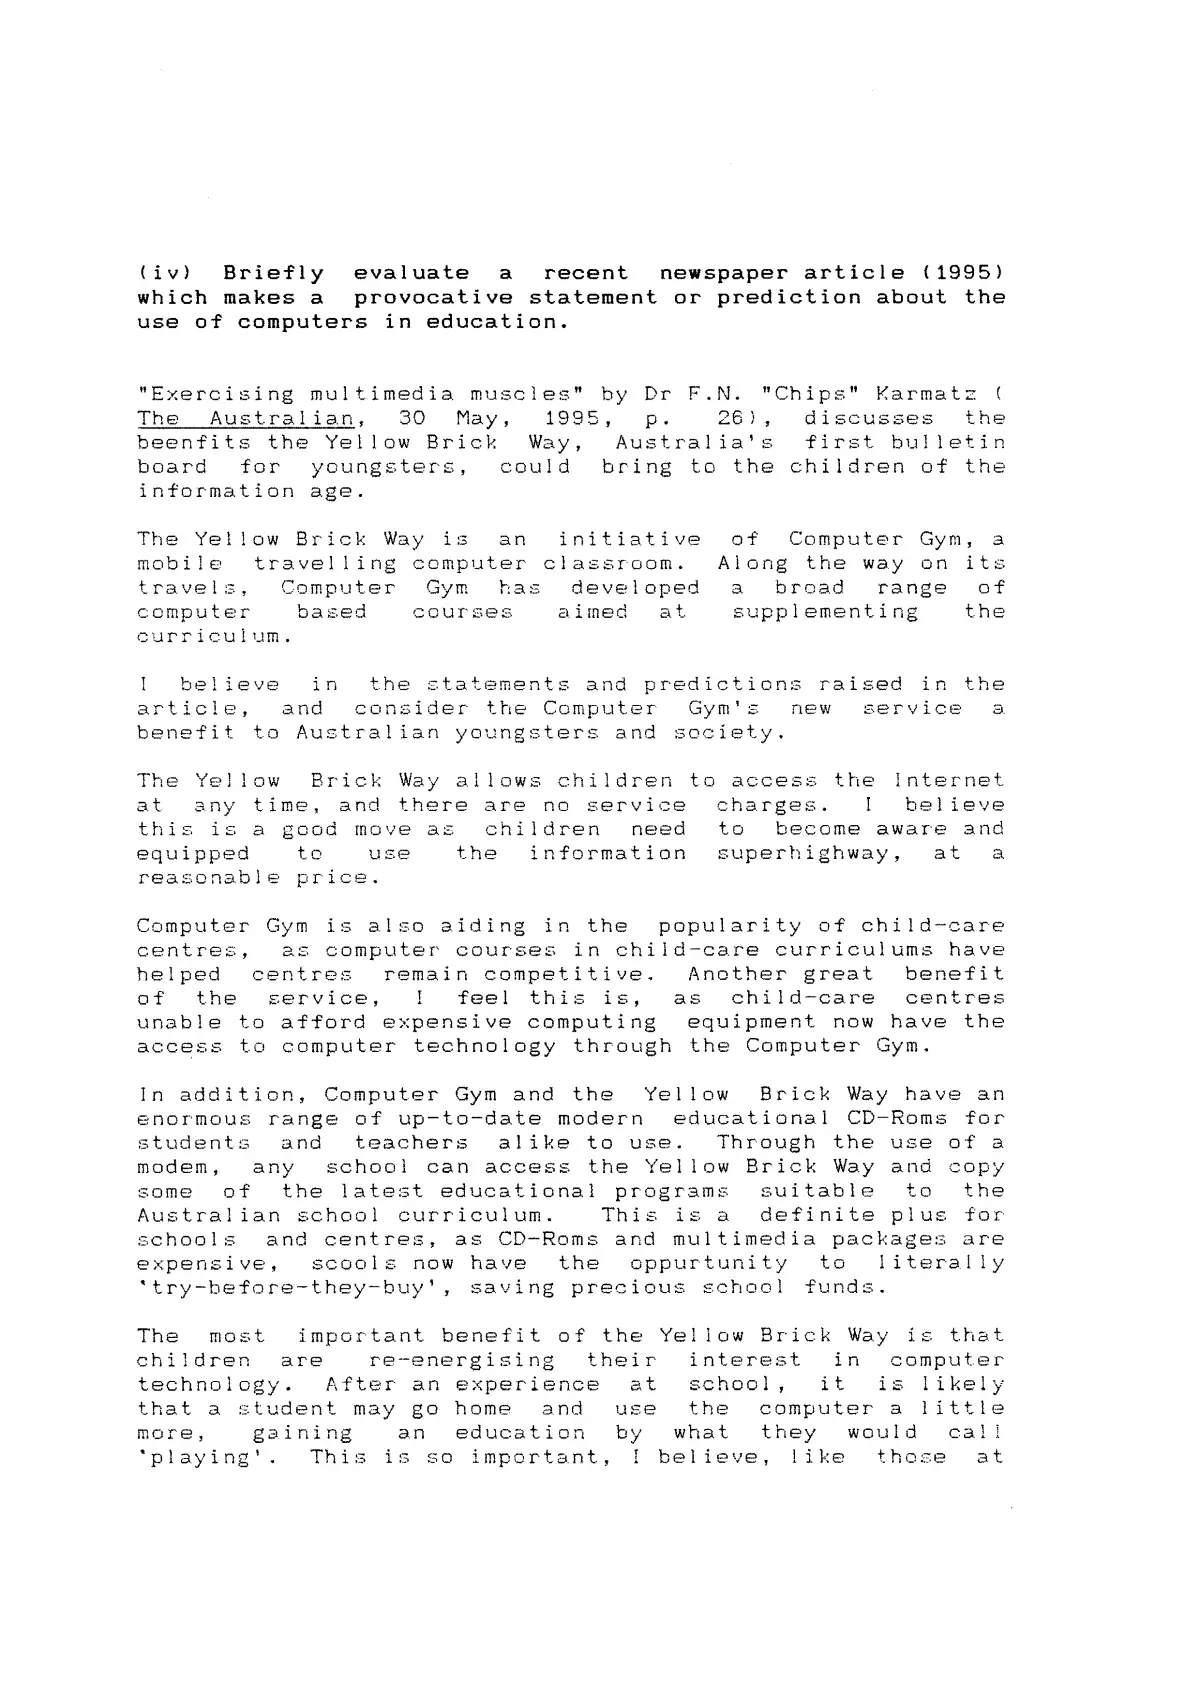 (iv) Briefly evaluate a recent newspaper article (1995)
which makes a provocative statement or prediction about the
use of computers in education.
"Exercising multimedia muscles" by Dr F.N. "Chips" Karmatz (
The Australian, 30 May, 1995, p. 26), discusses the
beenfits the Yellow Brick Way, Australia's first bulletin
board for youngsters, could bring to the children of the
information age.
The Yellow Brick Way is an initiative of Computer Gym, a
mobile travelling computer classroom. Along the way on its
travels, Computer Gym has developed a broad range of
computer based courses aimed at supplementing the
curriculum.
I believe in the statements and predictions raised in the
article, and consider the Computer Gym's new service a
benefit to Australian youngsters and society.
The Yellow Brick Way allows children to access the Internet
at any time, and there are no service charges. I believe
this is a good move as children need to become aware and
equipped to use the information superhighway, at a
reasonable price.
Computer Gym is also aiding in the popularity of child-care
centres, as computer courses in child-care curriculums have
helped centres remain competitive. Another great benefit
of the service, I feel this is, as child-care centres
unable to afford expensive computing equipment now have the
access to computer technology through the Computer Gym.
In addition, Computer Gym and the Yellow Brick Way have an
enormous range of up-to-date modern educational CD-Roms for
students and teachers alike to use. Through the use of a
modem, any school can access the Yellow Brick Way and copy
some of the latest educational programs suitable to the
Australian school curriculum. This is a definite plus for
schools and centres, as CD-Roms and multimedia packages are
expensive, scools now have the oppurtunity to literally
'try-before-they-buy', saving precious school funds.
The most important benefit of the Yellow Brick Way is that
children are re-energising their interest in computer
technology. After an experience at school, it is likely
that a student may go home and use the computer a little
more, gaining an education by what they would call
'playing'. This is so important, I believe, like those at